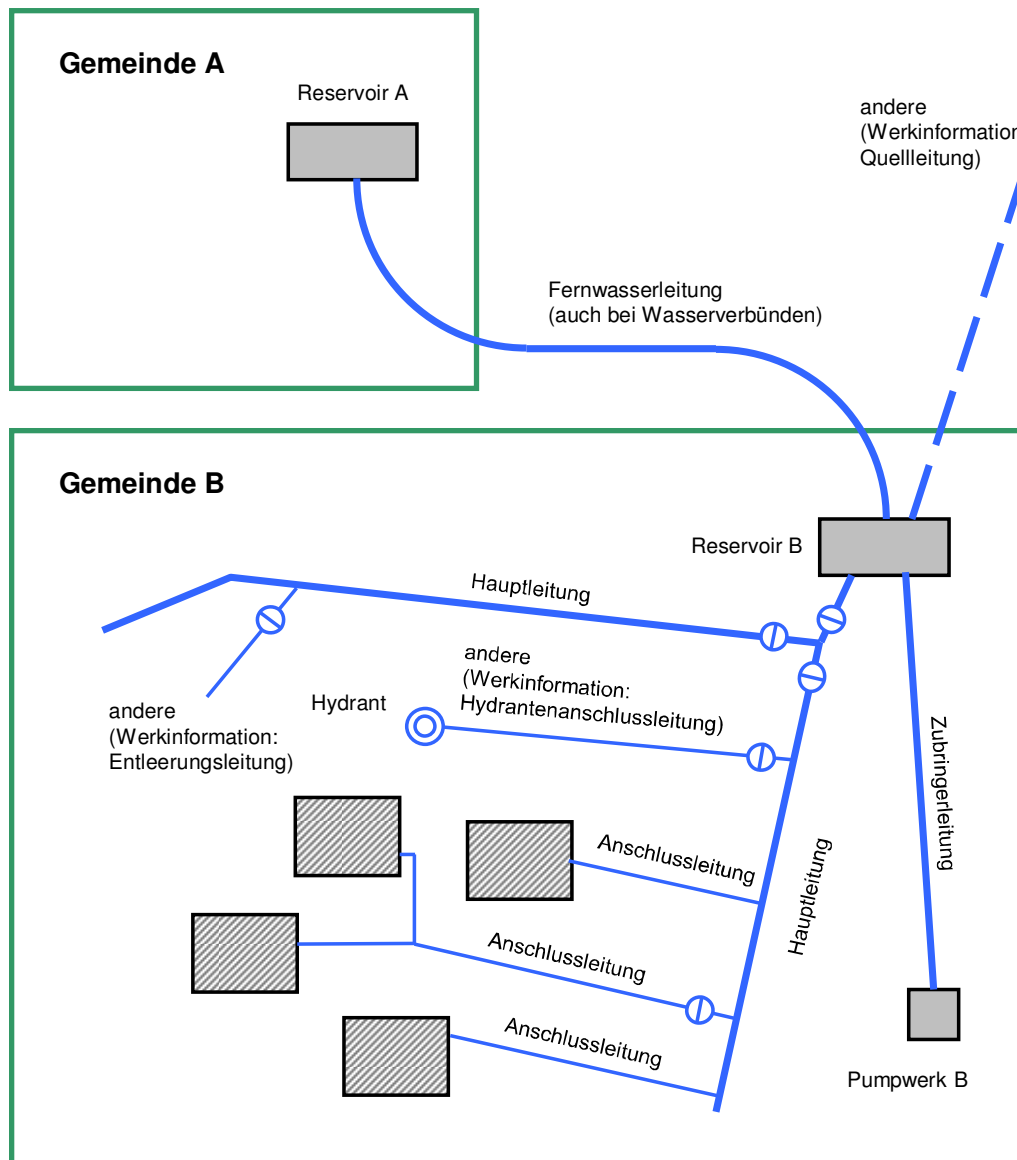 Gemeinde A
Reservoir A
andere
(Werkinformation
Quellleitung)
Fernwasserleitung
(auch bei Wasserverbünden)
Gemeinde B
Reservoir B
Hauptleitung
andere
(Werkinformation:
Hydrantenanschlussleitung)
Hydrant
andere
(Werkinformation:
Entleerungsleitung)
Zubringerleitung
Anschlussleitung
Hauptleitung
Anschlussleitung
Anschlussleitung
Pumpwerk B